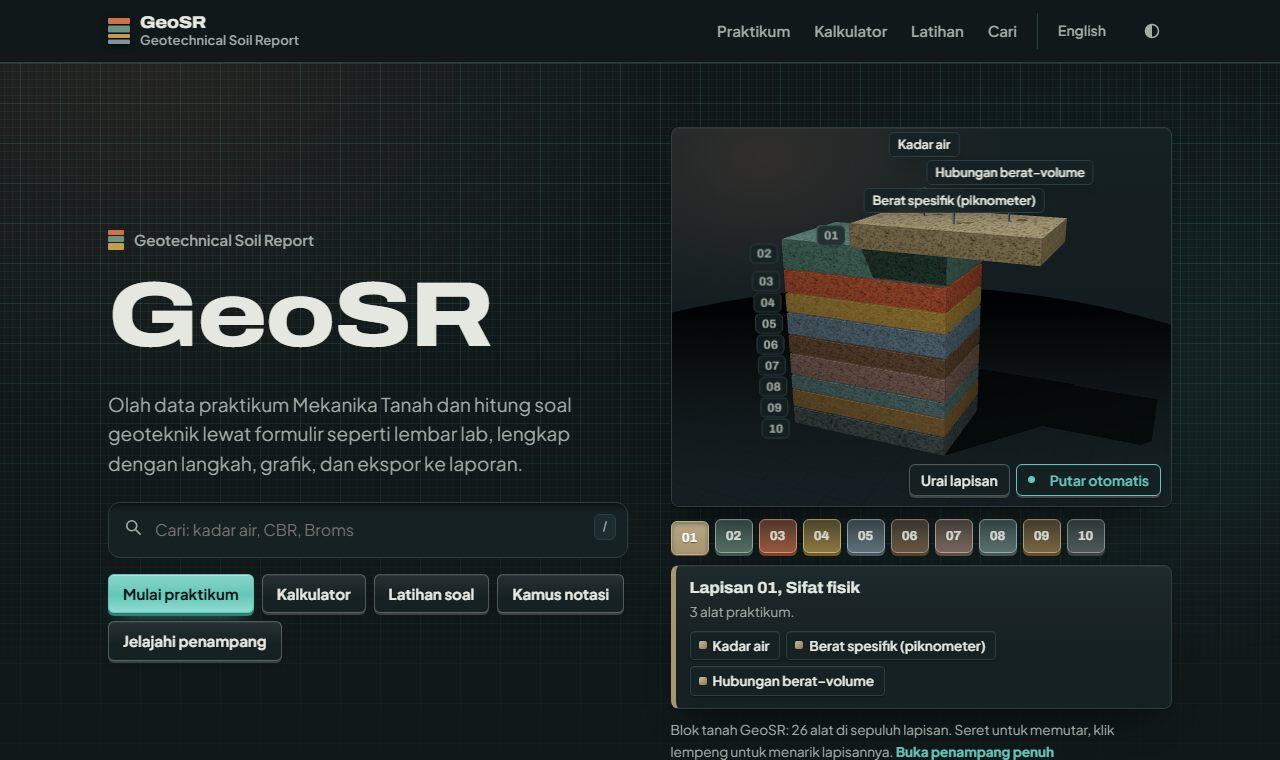 GeoSR
Geotechnical Soil Report
Praktikum
Kalkulator
Latihan
Cari
English
Geotechnical Soil Report
GeoSR
Olah data praktikum Mekanika Tanah dan hitung soal
geoteknik lewat formulir seperti lembar lab, lengkap
dengan langkah, grafik, dan ekspor ke laporan.
Cari: kadar air, CBR, Broms
/
Mulai praktikum
Kalkulator
Latihan soal
Kamus notasi
Jelajahi penampang
Kadar air
Hubungan berat–volume
Berat spesifik (piknometer)
01
02
03
04
05
06
07
08
09
10
Urai lapisan
Putar otomatis
01
02
03
04
05
06
07
08
09
10
Lapisan 01, Sifat fisik
3 alat praktikum.
Kadar air
Berat spesifik (piknometer)
Hubungan berat–volume
Blok tanah GeoSR: 26 alat di sepuluh lapisan. Seret untuk memutar, klik
lempeng untuk menarik lapisannya. Buka penampang penuh